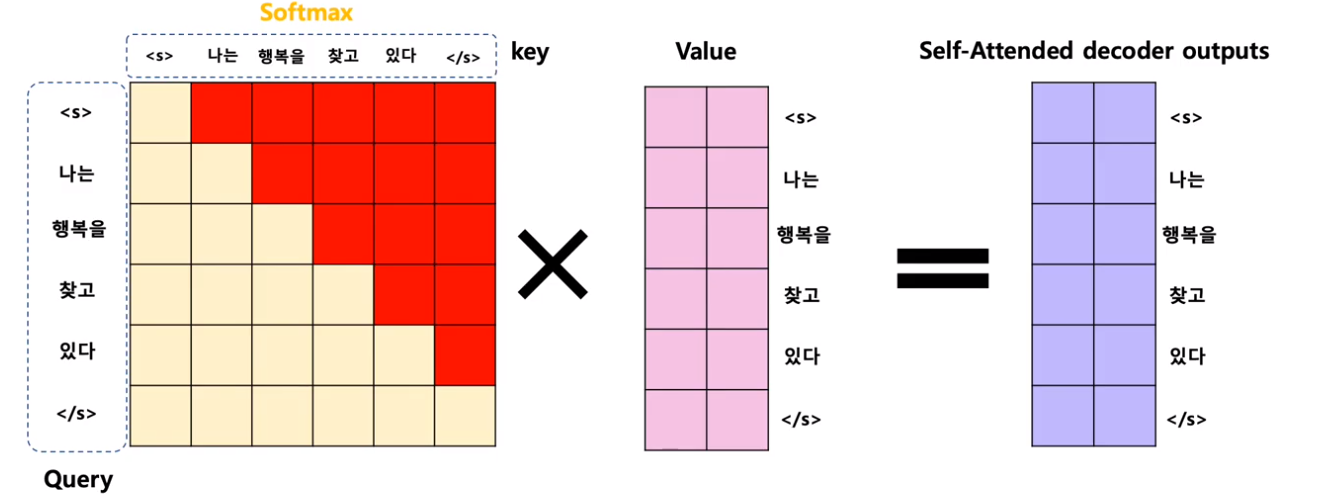 Softmax
<s> 나는 행복을 찾고 있다 </s> key
Value
Self-Attended decoder outputs
<s>
나는
행복을
찾고
있다
</s>
Query
<s>
나는
행복을
찾고
있다
</s>
<s>
나는
행복을
찾고
있다
</s>